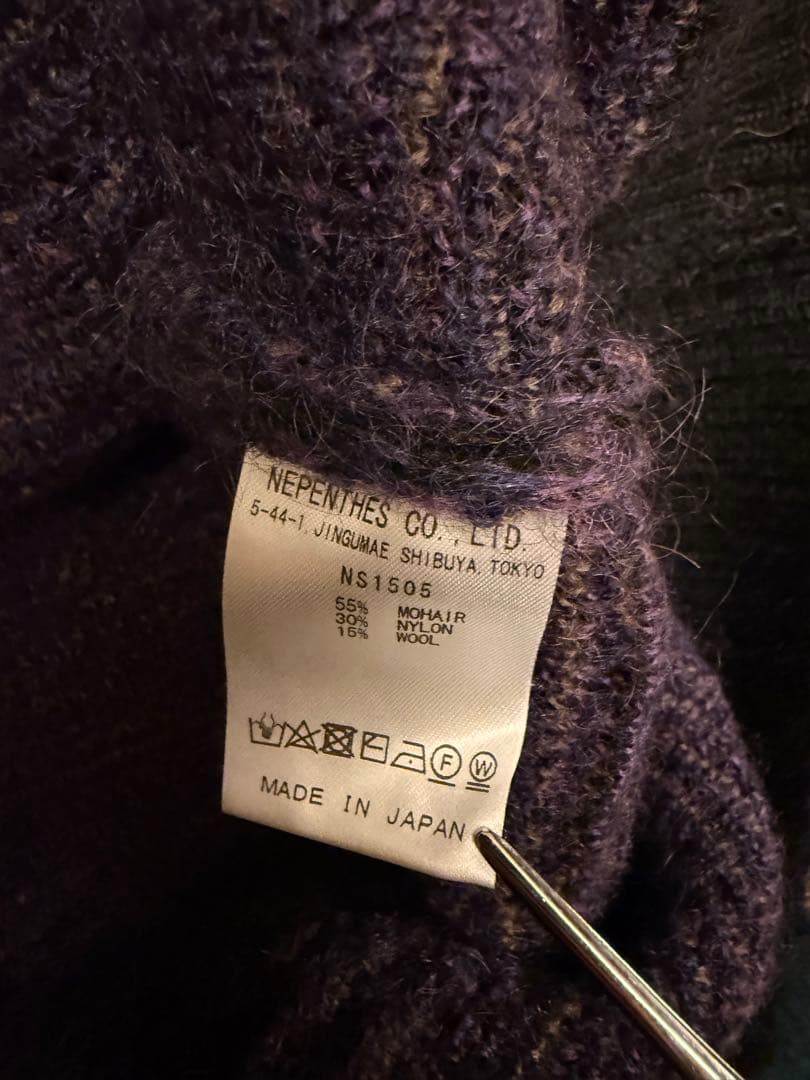 NEPENTHES CO., LTD.
5-44-1, JINGUMAE SHIBUYA, TOKYO
NS1505
55% MOHAIR
30% NYLON
15% WOOL
F W
MADE IN JAPAN